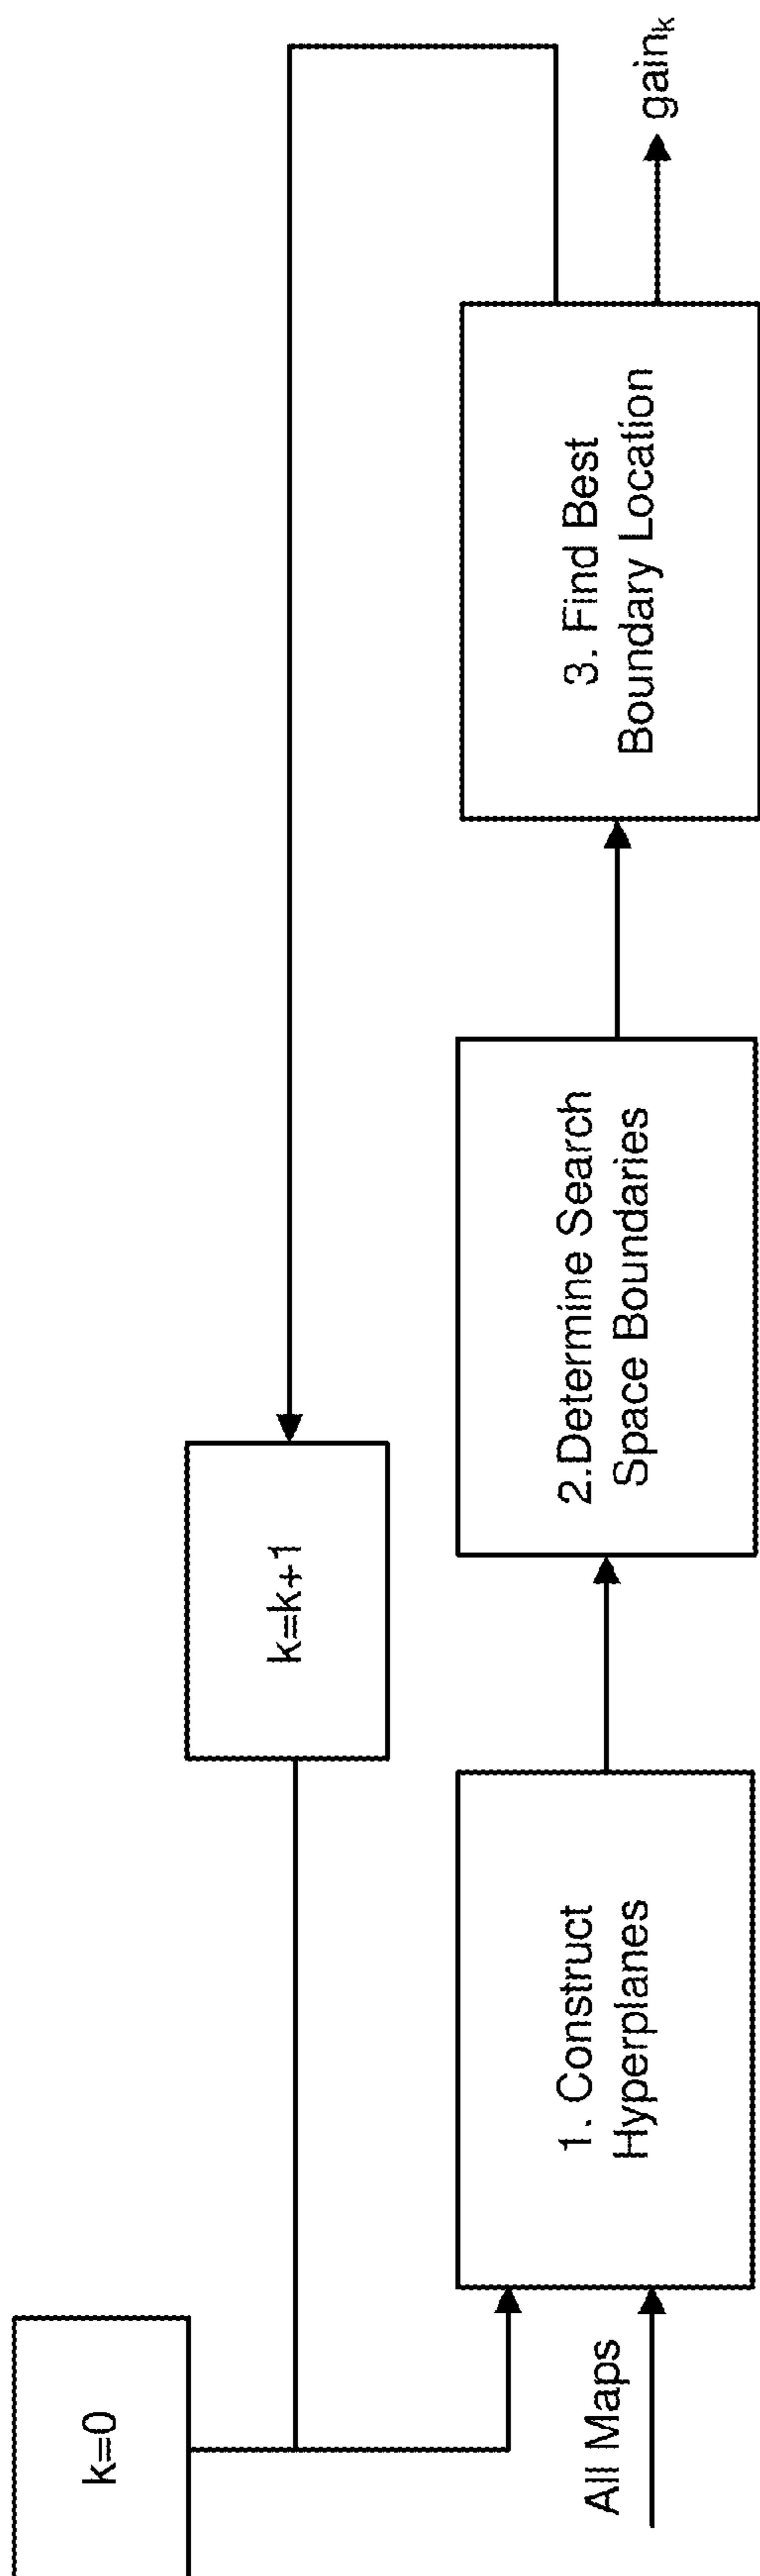 k=0
k=k+1
All Maps
1. Construct
Hyperplanes
2.Determine Search
Space Boundaries
3. Find Best
Boundary Location
gainₖ